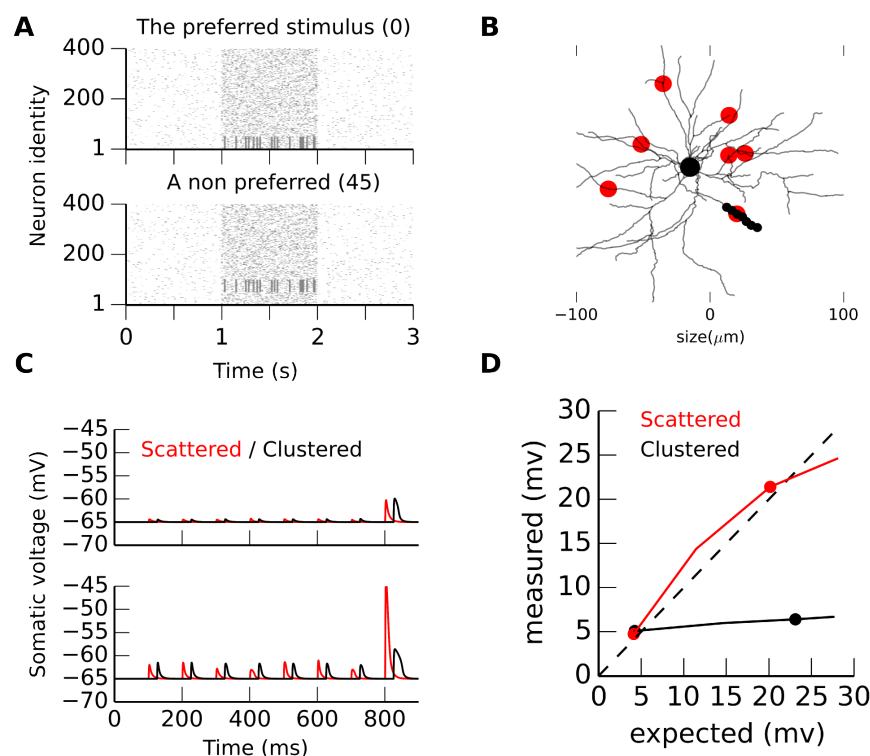 A
The preferred stimulus (0)
400
200
1
A non preferred (45)
400
200
1
Neuron identity
0 1 2 3
Time (s)
B
−100 0 100
size(μm)
C
−45
−50
−55
−60
−65
−70
Scattered / Clustered
−45
−50
−55
−60
−65
−70
Somatic voltage (mV)
0 200 400 600 800
Time (ms)
D
30
25
20
15
10
5
0
Scattered
Clustered
measured (mv)
0 5 10 15 20 25 30
expected (mv)